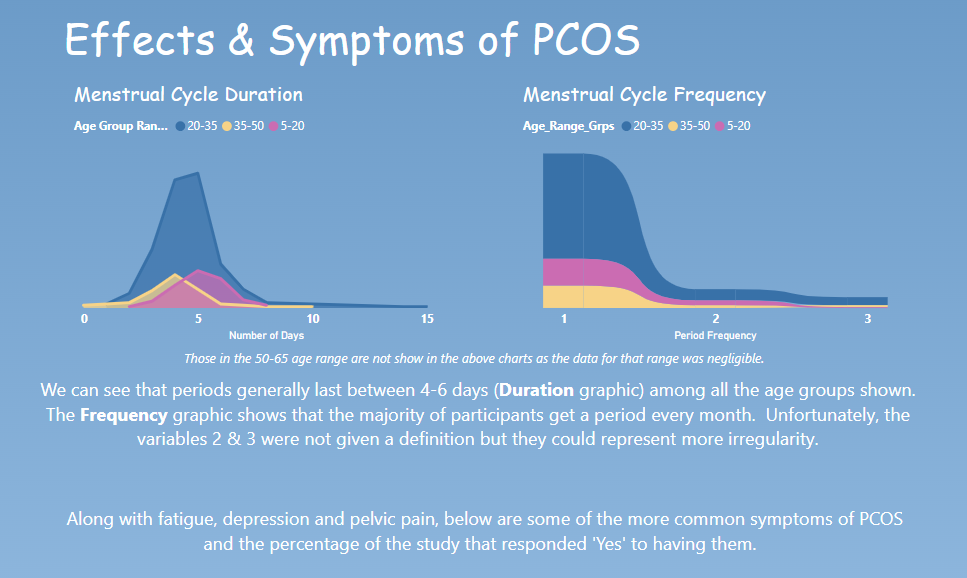 Effects & Symptoms of PCOS
Menstrual Cycle Duration
Age Group Ran... 20-35 35-50 5-20
0 5 10 15
Number of Days
Menstrual Cycle Frequency
Age_Range_Grps 20-35 35-50 5-20
1 2 3
Period Frequency
Those in the 50-65 age range are not show in the above charts as the data for that range was negligible.
We can see that periods generally last between 4-6 days (Duration graphic) among all the age groups shown.
The Frequency graphic shows that the majority of participants get a period every month. Unfortunately, the
variables 2 & 3 were not given a definition but they could represent more irregularity.
Along with fatigue, depression and pelvic pain, below are some of the more common symptoms of PCOS
and the percentage of the study that responded 'Yes' to having them.